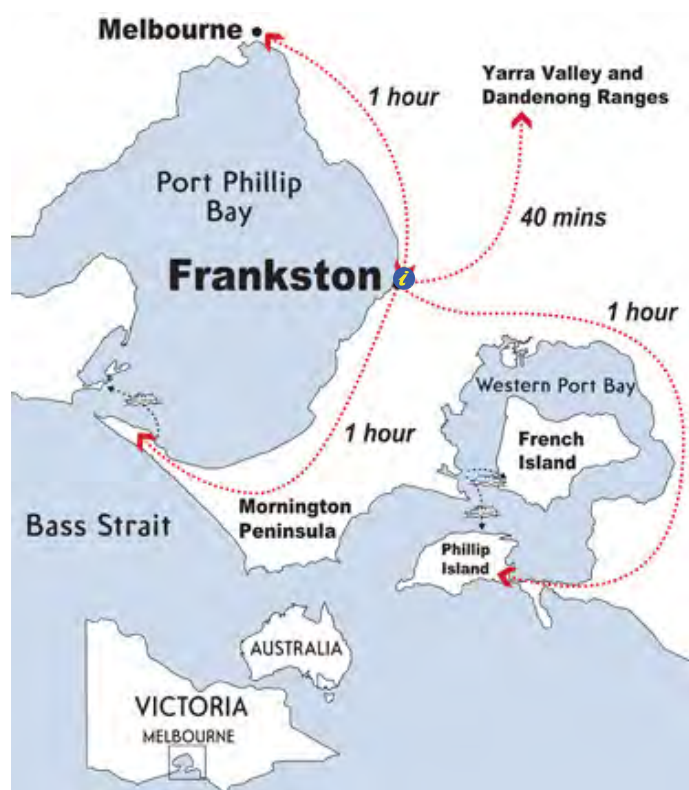 Melbourne
1 hour
Yarra Valley and
Dandenong Ranges
Port Phillip
Bay
40 mins
Frankston
i
1 hour
Western Port Bay
1 hour
French
Island
Mornington
Peninsula
Bass Strait
Phillip
Island
AUSTRALIA
VICTORIA
MELBOURNE